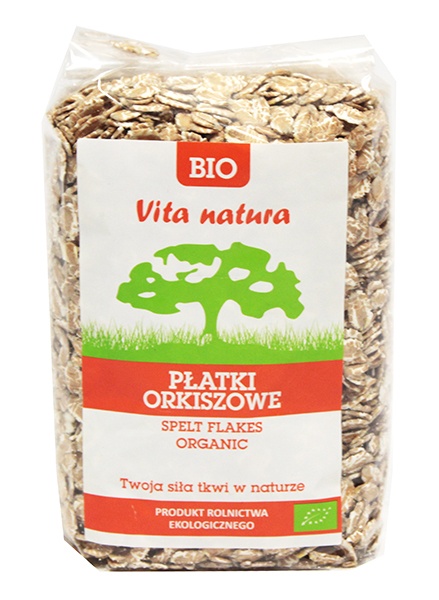 BIO
Vita natura
PŁATKI
ORKISZOWE
SPELT FLAKES
ORGANIC
Twoja siła tkwi w naturze
PRODUKT ROLNICTWA
EKOLOGICZNEGO